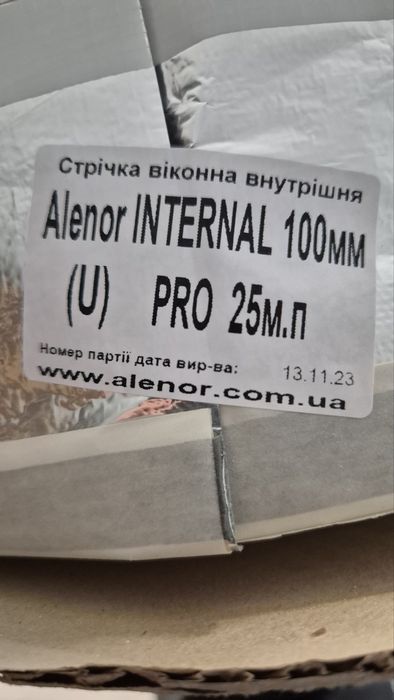 Стрічка віконна внутрішня
Alenor INTERNAL 100мм
(U) PRO 25м.п
Номер партії дата вир-ва: 13.11.23
www.alenor.com.ua